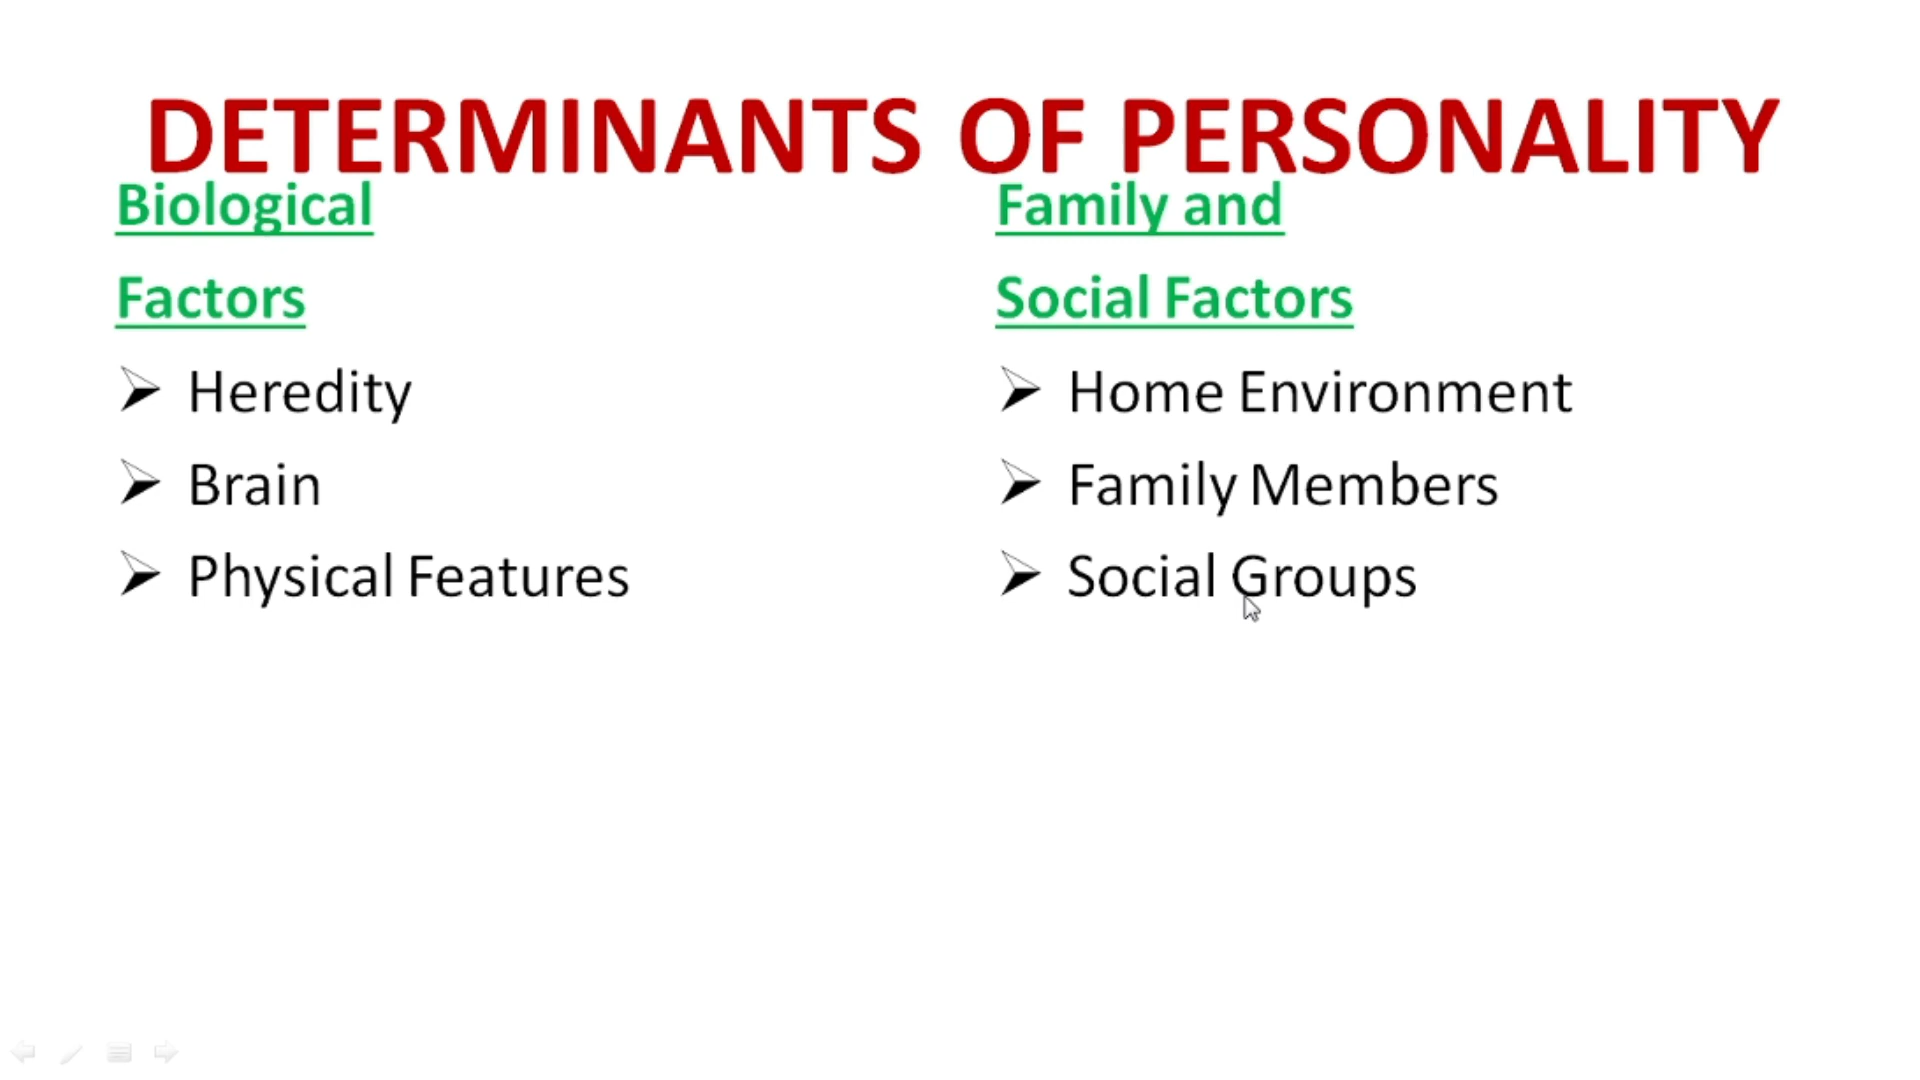 DETERMINANTS OF PERSONALITY
Biological
Factors
➢ Heredity
➢ Brain
➢ Physical Features
Family and
Social Factors
➢ Home Environment
➢ Family Members
➢ Social Groups